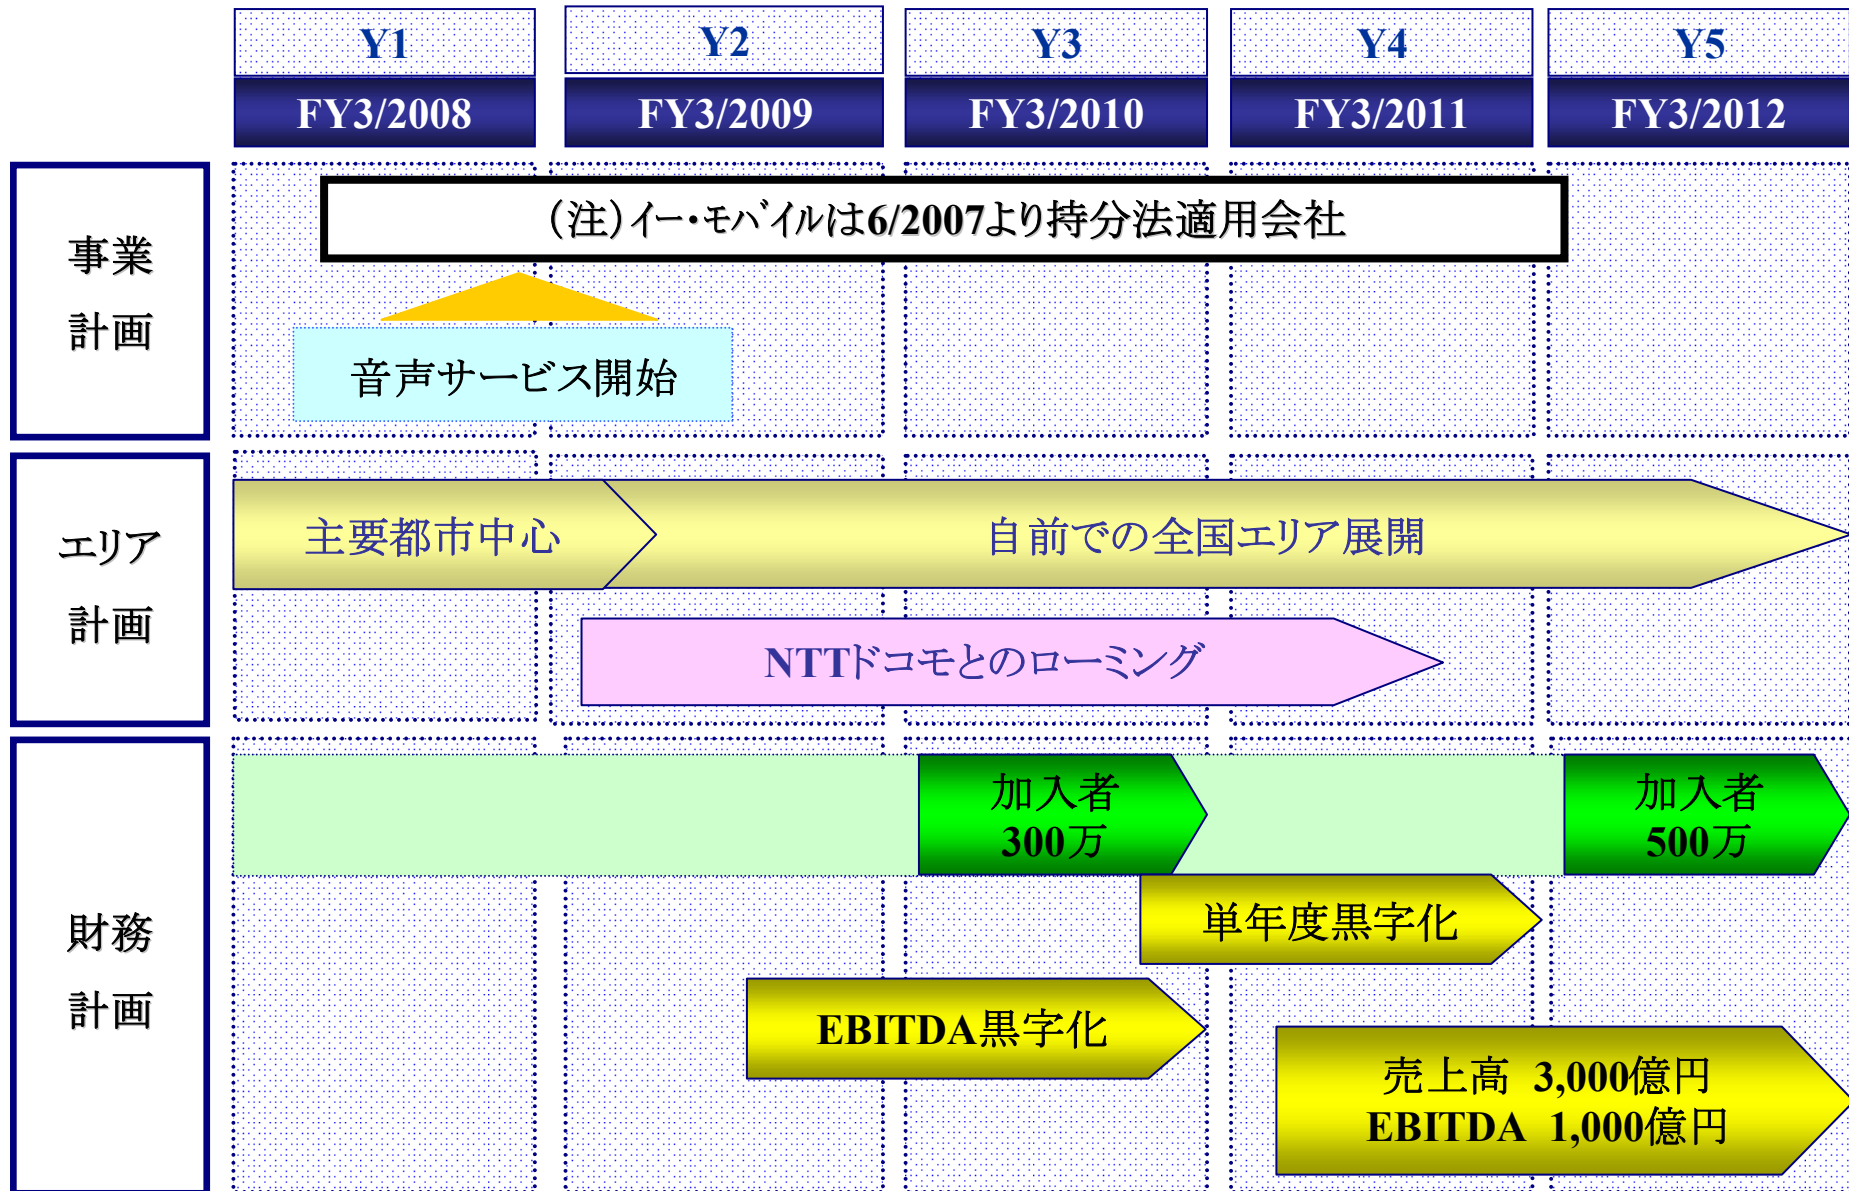 Y1
Y2
Y3
Y4
Y5
FY3/2008
FY3/2009
FY3/2010
FY3/2011
FY3/2012
事業
計画
（注）イー・モバイルは6/2007より持分法適用会社
音声サービス開始
エリア
計画
主要都市中心
自前での全国エリア展開
NTTドコモとのローミング
財務
計画
加入者
300万
加入者
500万
単年度黒字化
EBITDA黒字化
売上高 3,000億円
EBITDA 1,000億円